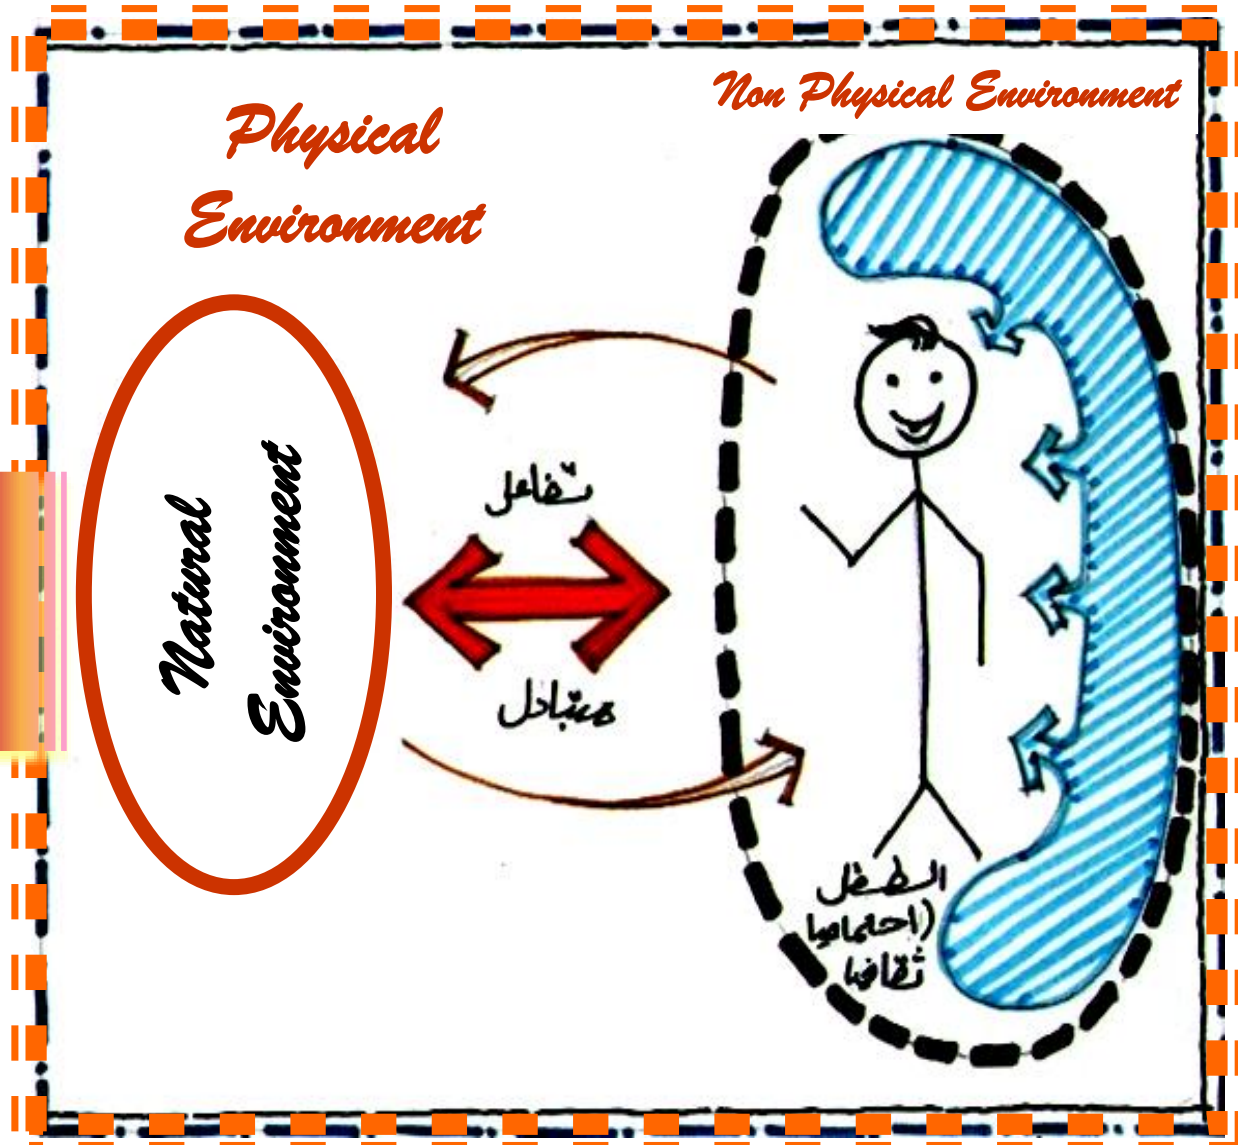 Non Physical Environment
Physical
Environment
Natural
Environment
تفاعل
متبادل
الطفل
(اجتماعيا
ثقافيا